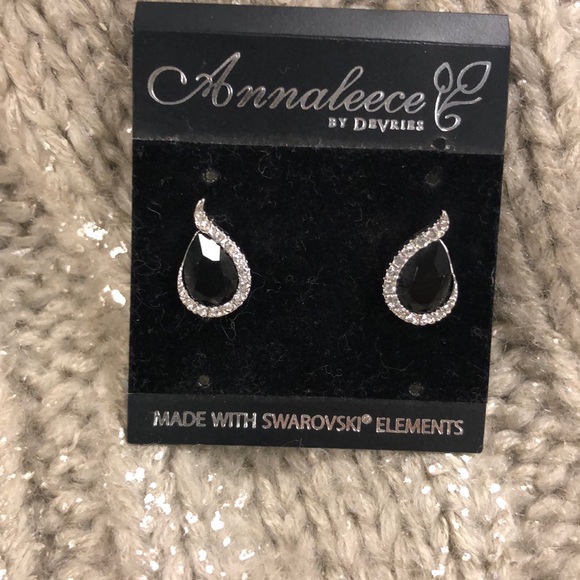 Annaleece
BY DEVRIES
MADE WITH SWAROVSKI® ELEMENTS